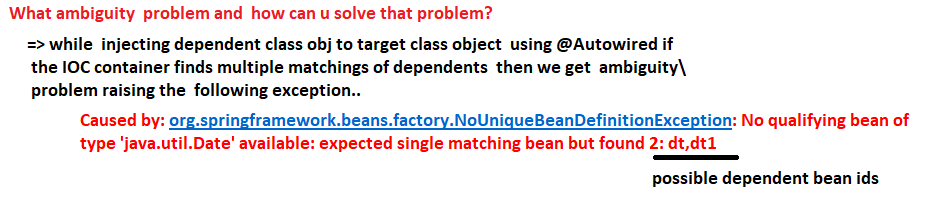 What ambiguity  problem and  how can u solve that problem?
=> while  injecting dependent class obj to target class object  using @Autowired if
the IOC container finds multiple matchings of dependents  then we get  ambiguity\
problem raising the  following exception..
Caused by: org.springframework.beans.factory.NoUniqueBeanDefinitionException: No qualifying bean of
type 'java.util.Date' available: expected single matching bean but found 2: dt,dt1
possible dependent bean ids